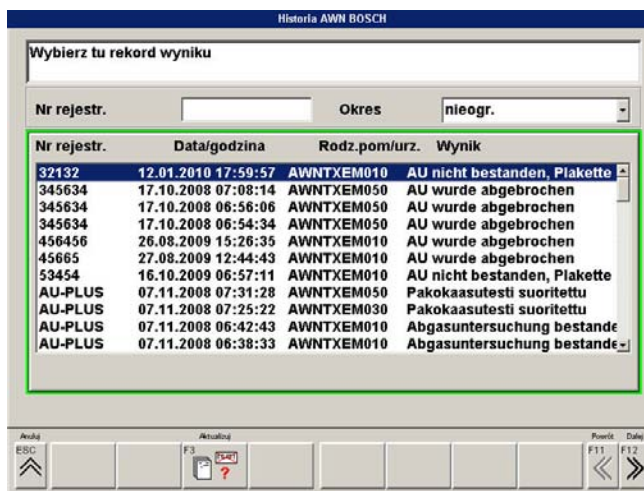 Historia AWN BOSCH
Wybierz tu rekord wyniku
Nr rejestr. Okres nieogr.
Nr rejestr. Data/godzina Rodz.pom/urz. Wynik
32132 12.01.2010 17:59:57 AWNTXEM010 AU nicht bestanden, Plakette
345634 17.10.2008 07:08:14 AWNTXEM050 AU wurde abgebrochen
345634 17.10.2008 06:56:06 AWNTXEM050 AU wurde abgebrochen
345634 17.10.2008 06:54:34 AWNTXEM050 AU wurde abgebrochen
456456 26.08.2009 15:26:35 AWNTXEM010 AU wurde abgebrochen
45665 27.08.2009 12:44:43 AWNTXEM010 AU wurde abgebrochen
53454 16.10.2009 06:57:11 AWNTXEM010 AU nicht bestanden, Plakette
AU-PLUS 07.11.2008 07:31:28 AWNTXEM050 Pakokaasutesti suoritettu
AU-PLUS 07.11.2008 07:25:22 AWNTXEM030 Pakokaasutesti suoritettu
AU-PLUS 07.11.2008 06:42:43 AWNTXEM010 Abgasuntersuchung bestande
AU-PLUS 07.11.2008 06:38:33 AWNTXEM010 Abgasuntersuchung bestande
Anuluj Aktualizuj Powrót Dalej
ESC F3 ? F11 F12